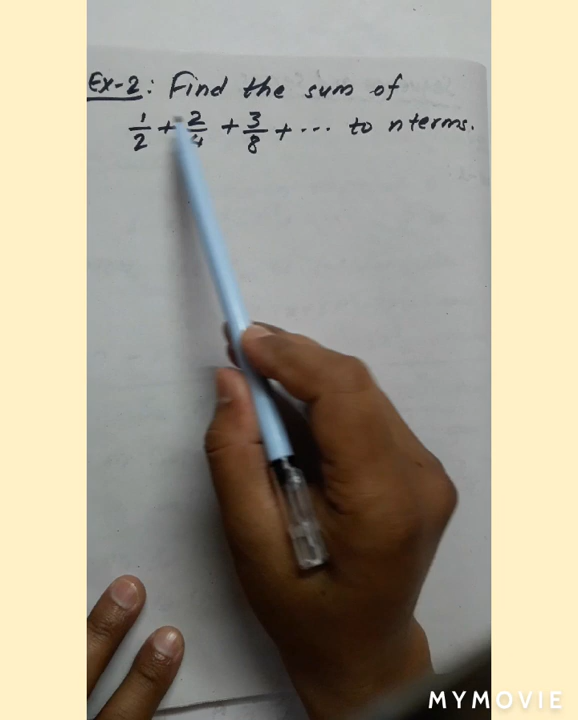 Ex-2: Find the sum of
1/2 + 2/4 + 3/8 + ... to n terms.
MYMOVIE